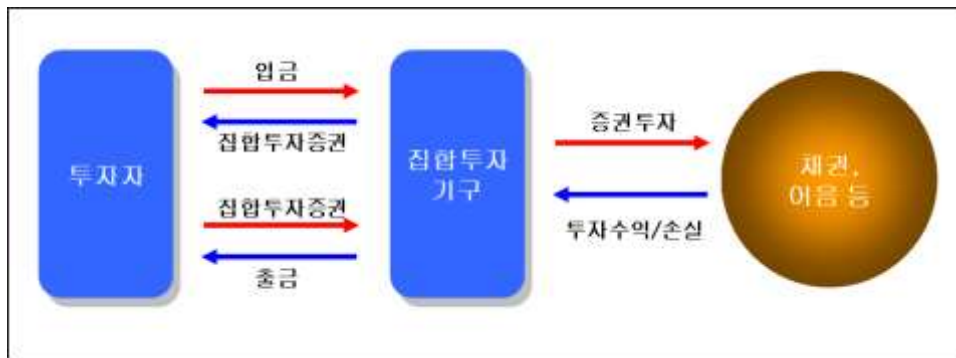 투자자
입금
집합투자증권
집합투자증권
출금
집합투자
기구
증권투자
투자수익/손실
채권,
어음 등